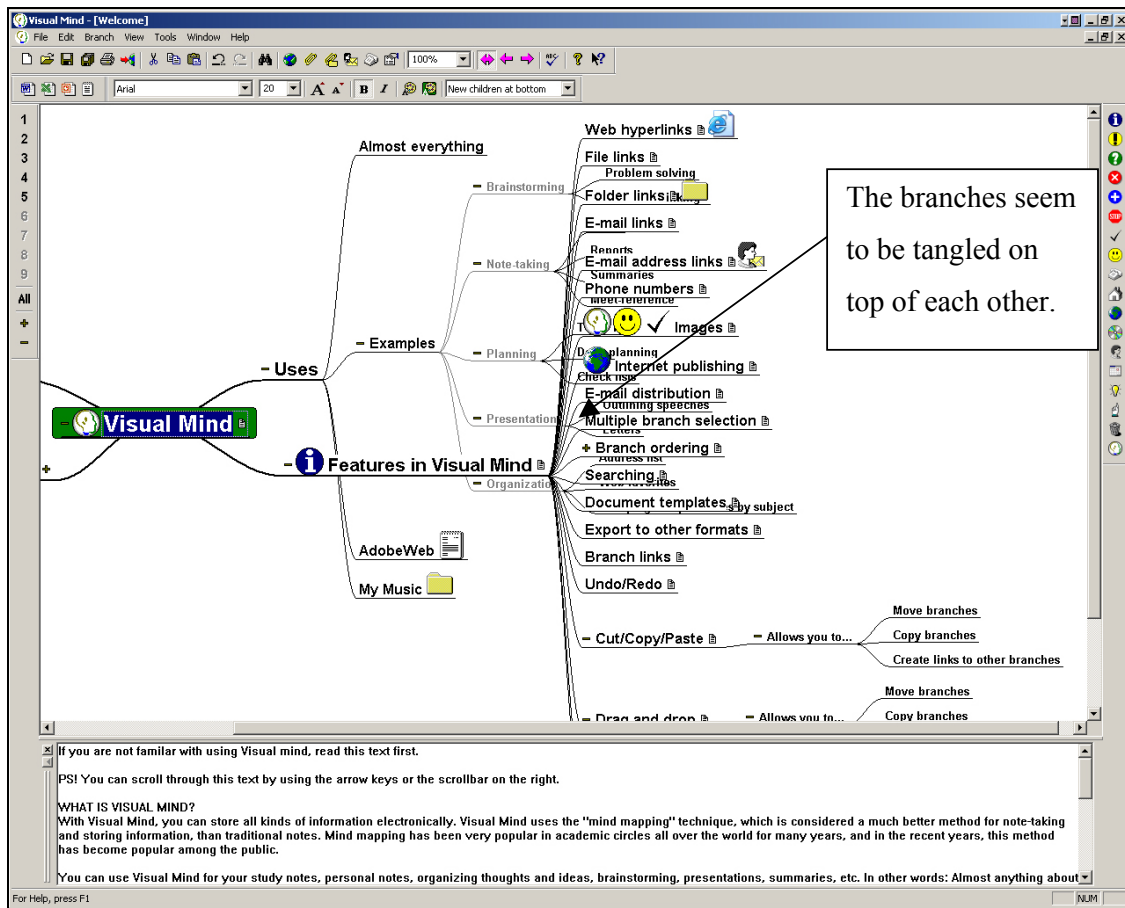 Visual Mind - [Welcome]
File Edit Branch View Tools Window Help
100%
Arial 20 B I New children at bottom
1
2
3
4
5
6
7
8
9
All
Almost everything
Brainstorming
Note-taking
Examples
Planning
Presentation
Uses
Organizatio
Visual Mind
Features in Visual Mind
AdobeWeb
My Music
Web hyperlinks
File links
Problem solving
Folder links
E-mail links
Reports
E-mail address links
Summaries
Phone numbers
Meet-reference
Images
planning
Internet publishing
Check lists
E-mail distribution
Outlining speeches
Multiple branch selection
Letters
Branch ordering
Address list
Searching
Web favorites
Document templates
s by subject
Export to other formats
Branch links
Undo/Redo
Cut/Copy/Paste
Allows you to...
Move branches
Copy branches
Create links to other branches
Drag and drop
Allows you to...
Move branches
Copy branches
The branches seem
to be tangled on
top of each other.
If you are not familar with using Visual mind, read this text first.
PS! You can scroll through this text by using the arrow keys or the scrollbar on the right.
WHAT IS VISUAL MIND?
With Visual Mind, you can store all kinds of information electronically. Visual Mind uses the "mind mapping" technique, which is considered a much better method for note-taking
and storing information, than traditional notes. Mind mapping has been very popular in academic circles all over the world for many years, and in the recent years, this method
has become popular among the public.
You can use Visual Mind for your study notes, personal notes, organizing thoughts and ideas, brainstorming, presentations, summaries, etc. In other words: Almost anything about
For Help, press F1
NUM